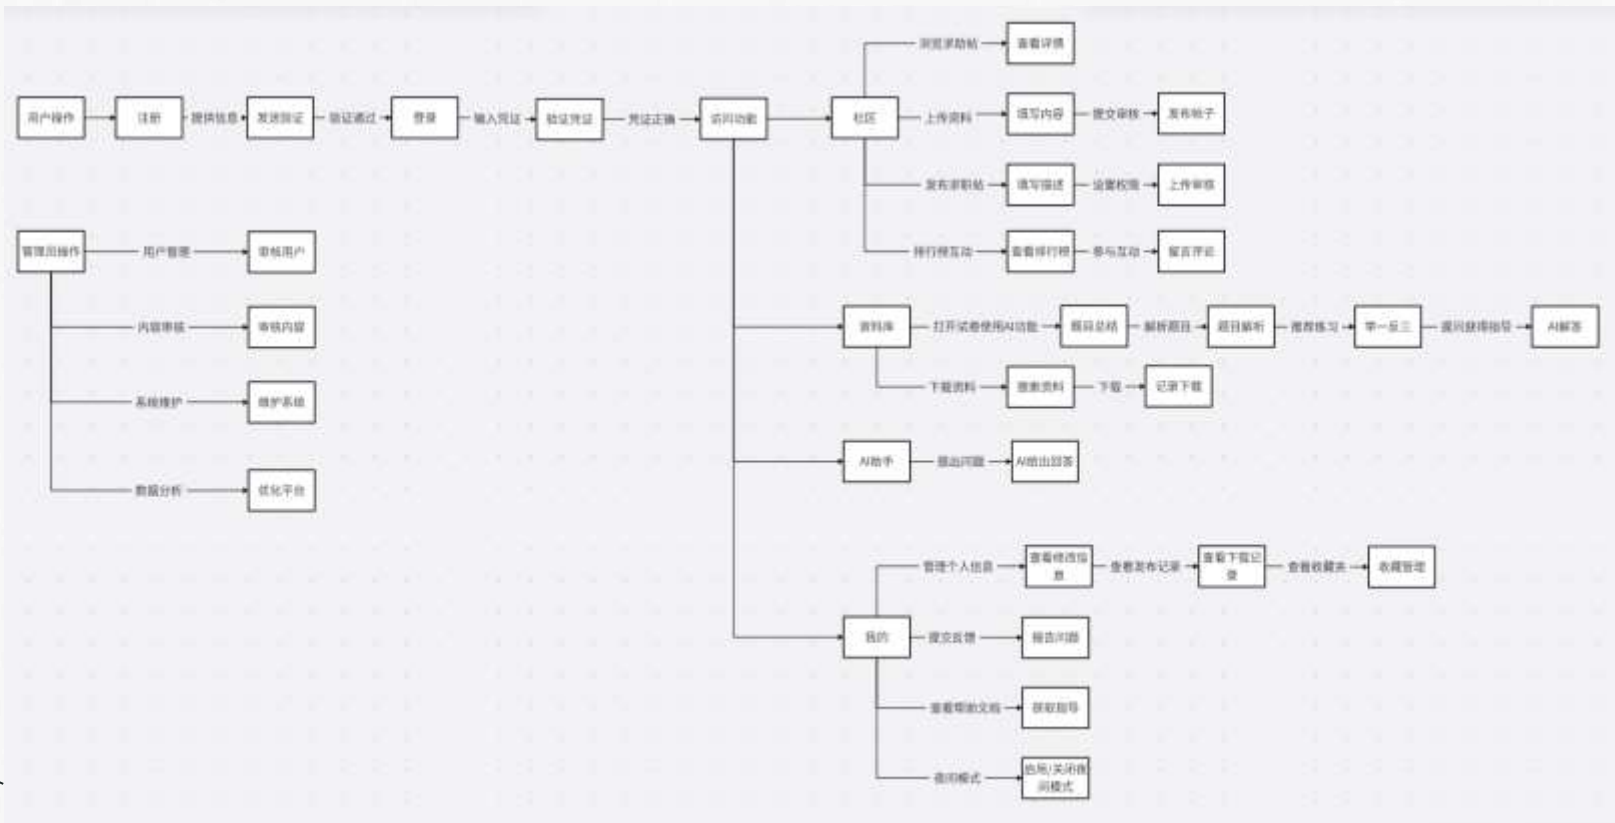 浏览求助帖
查看详情
用户操作
注册
提供信息
发送验证
验证通过
登录
输入凭证
验证凭证
凭证正确
访问功能
社区
上传资料
填写内容
提交审核
发布帖子
发布求职帖
填写描述
设置权限
上传审核
管理员操作
用户管理
审核用户
排行榜互动
查看排行榜
参与互动
留言评论
内容审核
审核内容
资料库
打开试卷使用AI功能
题目总结
解析题目
题目解析
推荐练习
举一反三
提问获得指导
AI解答
下载资料
搜索资料
下载
记录下载
系统维护
维护系统
AI助手
提出问题
AI给出回答
数据分析
优化平台
管理个人信息
查看修改信
息
查看发布记录
查看下载记
录
查看收藏夹
收藏管理
我的
提交反馈
报告问题
查看帮助文档
获取指导
夜间模式
启用/关闭夜
间模式